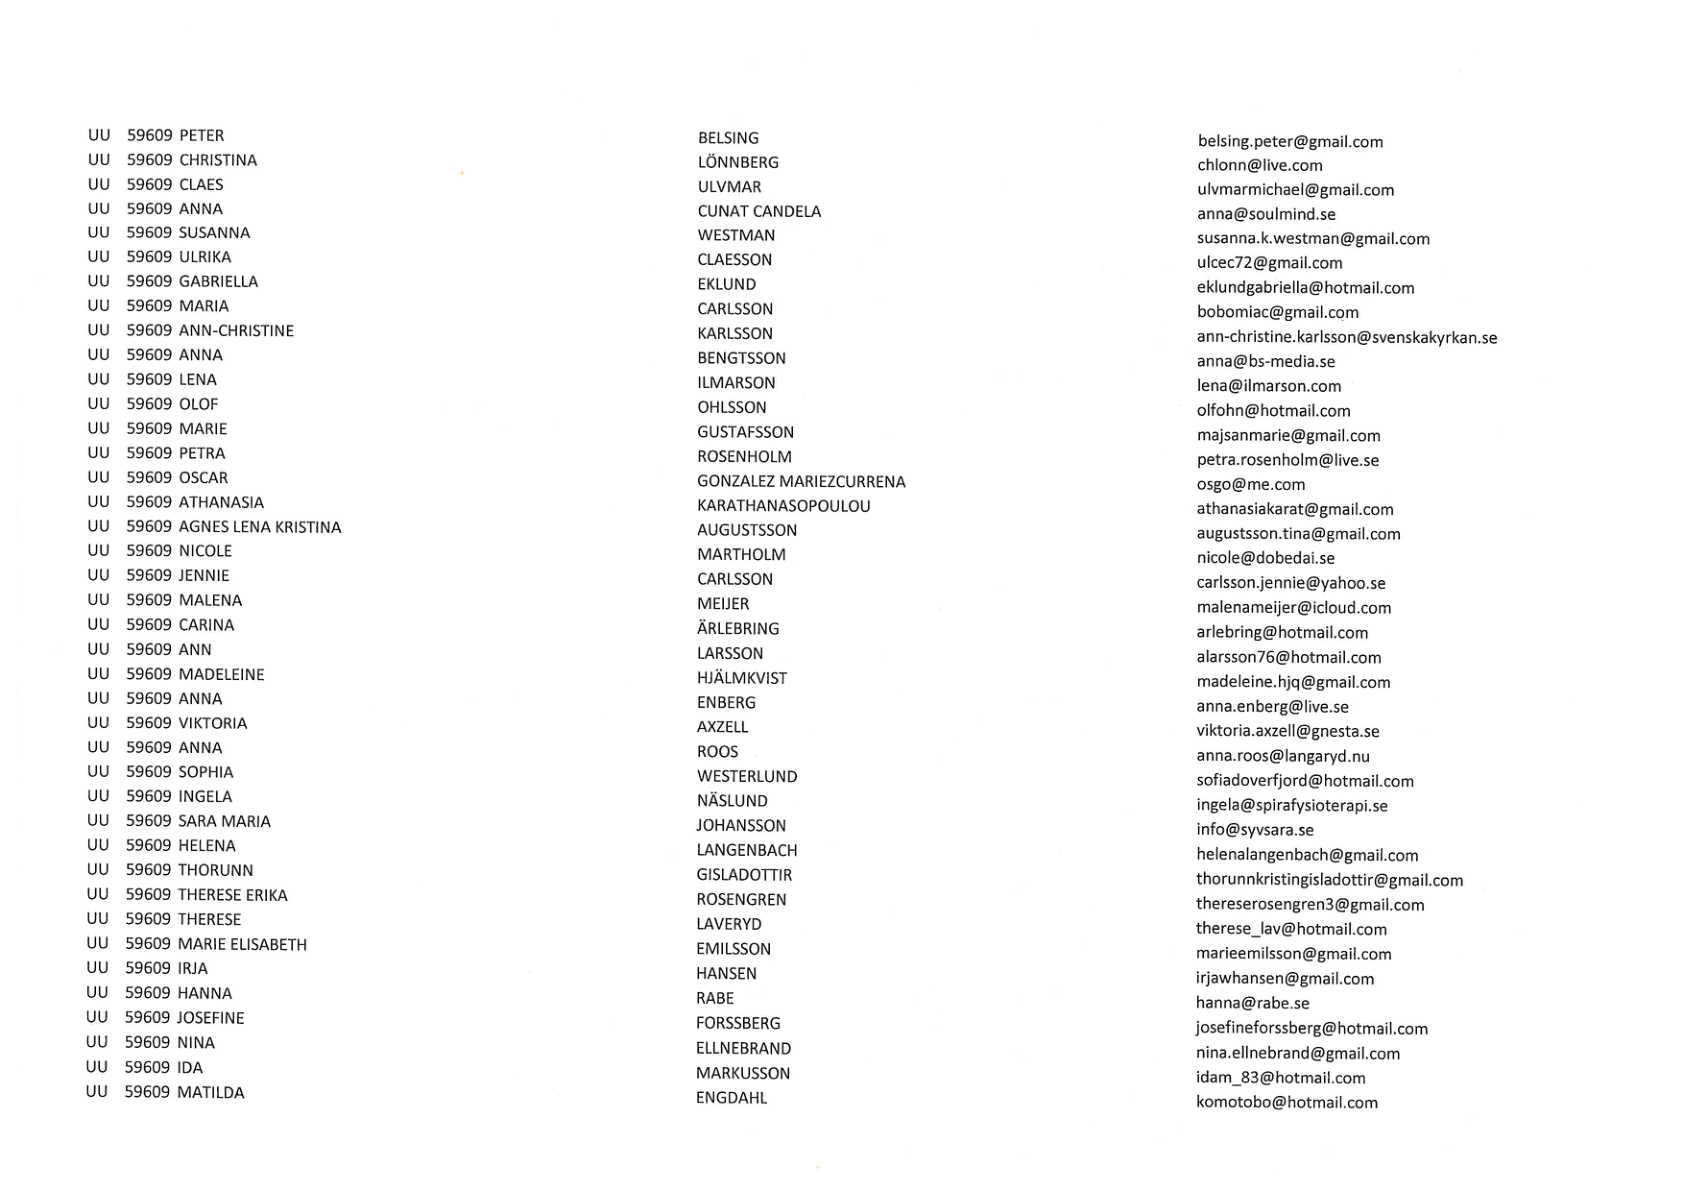 UU 59609 PETER BELSING belsing.peter@gmail.com
UU 59609 CHRISTINA LÖNNBERG chlonn@live.com
UU 59609 CLAES ULVMAR ulvmarmichael@gmail.com
UU 59609 ANNA CUNAT CANDELA anna@soulmind.se
UU 59609 SUSANNA WESTMAN susanna.k.westman@gmail.com
UU 59609 ULRIKA CLAESSON ulcec72@gmail.com
UU 59609 GABRIELLA EKLUND eklundgabriella@hotmail.com
UU 59609 MARIA CARLSSON bobomiac@gmail.com
UU 59609 ANN-CHRISTINE KARLSSON ann-christine.karlsson@svenskakyrkan.se
UU 59609 ANNA BENGTSSON anna@bs-media.se
UU 59609 LENA ILMARSON lena@ilmarson.com
UU 59609 OLOF OHLSSON olfohn@hotmail.com
UU 59609 MARIE GUSTAFSSON majsanmarie@gmail.com
UU 59609 PETRA ROSENHOLM petra.rosenholm@live.se
UU 59609 OSCAR GONZALEZ MARIEZCURRENA osgo@me.com
UU 59609 ATHANASIA KARATHANASOPOULOU athanasiakarat@gmail.com
UU 59609 AGNES LENA KRISTINA AUGUSTSSON augustsson.tina@gmail.com
UU 59609 NICOLE MARTHOLM nicole@dobedai.se
UU 59609 JENNIE CARLSSON carlsson.jennie@yahoo.se
UU 59609 MALENA MEIJER malenameijer@icloud.com
UU 59609 CARINA ÄRLEBRING arlebring@hotmail.com
UU 59609 ANN LARSSON alarsson76@hotmail.com
UU 59609 MADELEINE HJÄLMKVIST madeleine.hjq@gmail.com
UU 59609 ANNA ENBERG anna.enberg@live.se
UU 59609 VIKTORIA AXZELL viktoria.axzell@gnesta.se
UU 59609 ANNA ROOS anna.roos@langaryd.nu
UU 59609 SOPHIA WESTERLUND sofiadoverfjord@hotmail.com
UU 59609 INGELA NÄSLUND ingela@spirafysioterapi.se
UU 59609 SARA MARIA JOHANSSON info@syvsara.se
UU 59609 HELENA LANGENBACH helenalangenbach@gmail.com
UU 59609 THORUNN GISLADOTTIR thorunnkristingisladottir@gmail.com
UU 59609 THERESE ERIKA ROSENGREN thereserosengren3@gmail.com
UU 59609 THERESE LAVERYD therese_lav@hotmail.com
UU 59609 MARIE ELISABETH EMILSSON marieemilsson@gmail.com
UU 59609 IRJA HANSEN irjawhansen@gmail.com
UU 59609 HANNA RABE hanna@rabe.se
UU 59609 JOSEFINE FORSSBERG josefineforssberg@hotmail.com
UU 59609 NINA ELLNEBRAND nina.ellnebrand@gmail.com
UU 59609 IDA MARKUSSON idam_83@hotmail.com
UU 59609 MATILDA ENGDAHL komotobo@hotmail.com